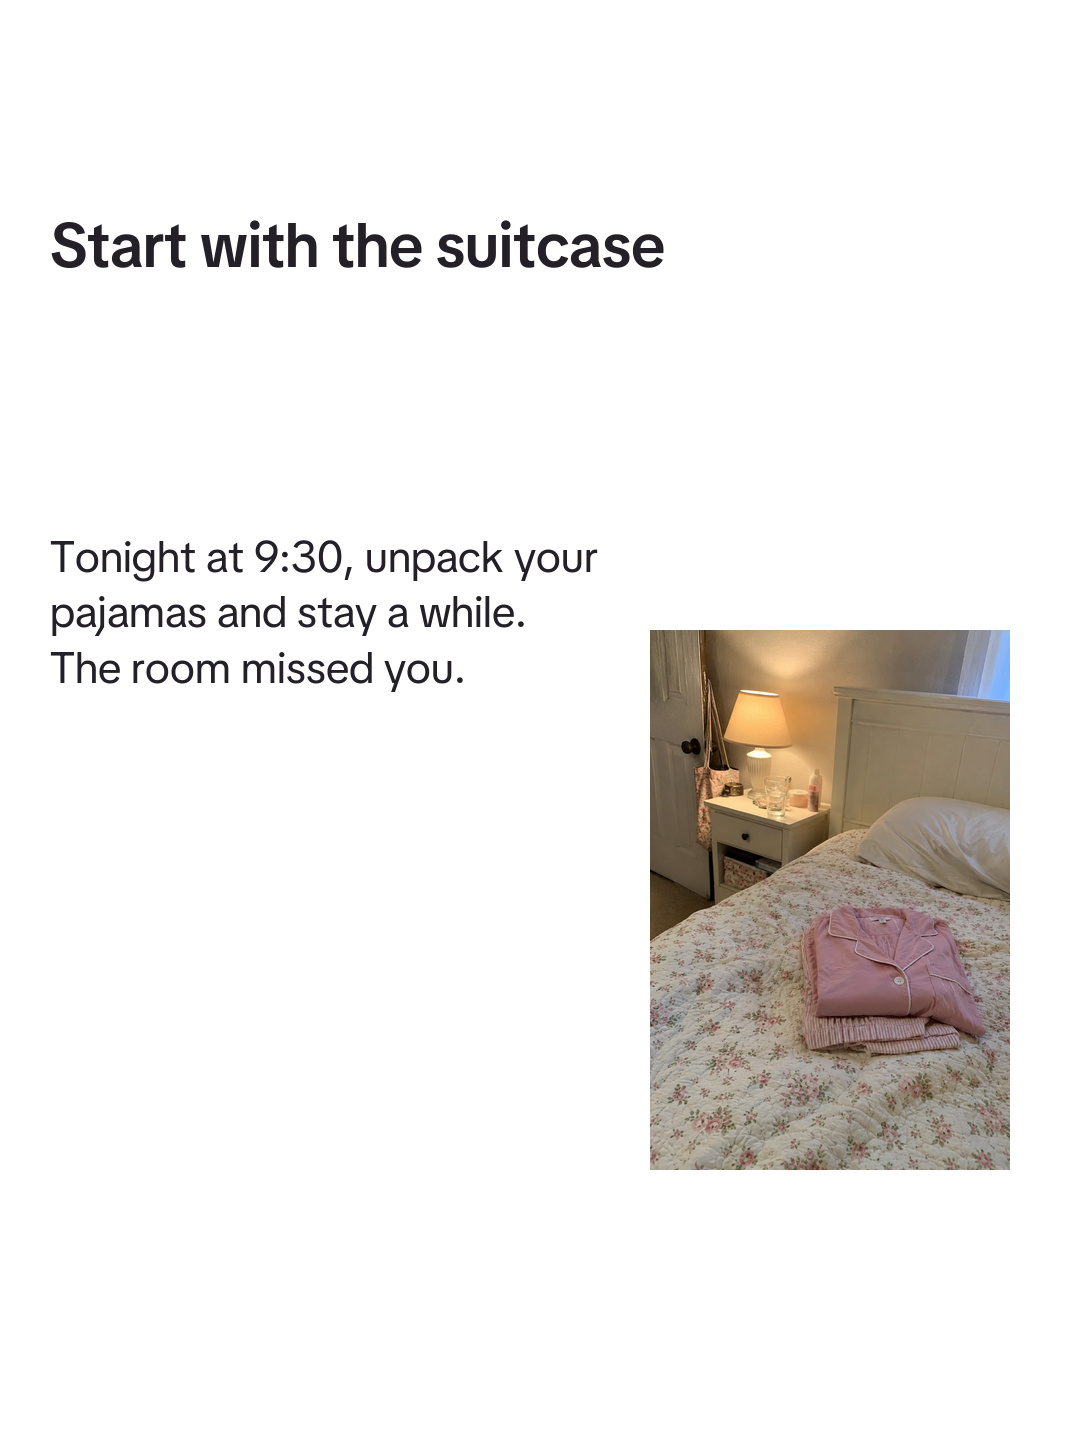 Start with the suitcase
Tonight at 9:30, unpack your
pajamas and stay a while.
The room missed you.